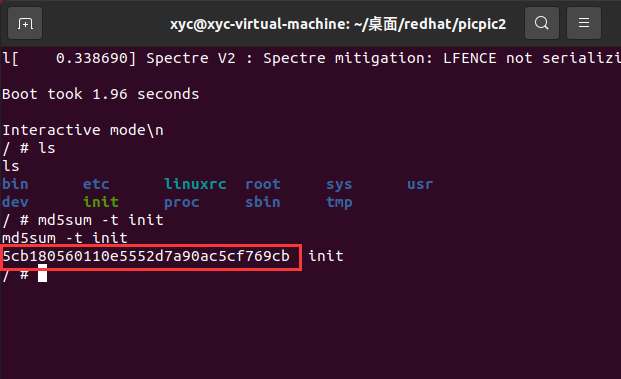 xyc@xyc-virtual-machine: ~/桌面/redhat/picpic2
l[    0.338690] Spectre V2 : Spectre mitigation: LFENCE not serializi
Boot took 1.96 seconds
Interactive mode\n
/ # ls
ls
bin      etc      linuxrc  root     sys      usr
dev      init     proc     sbin     tmp
/ # md5sum -t init
md5sum -t init
5cb180560110e5552d7a90ac5cf769cb  init
/ #